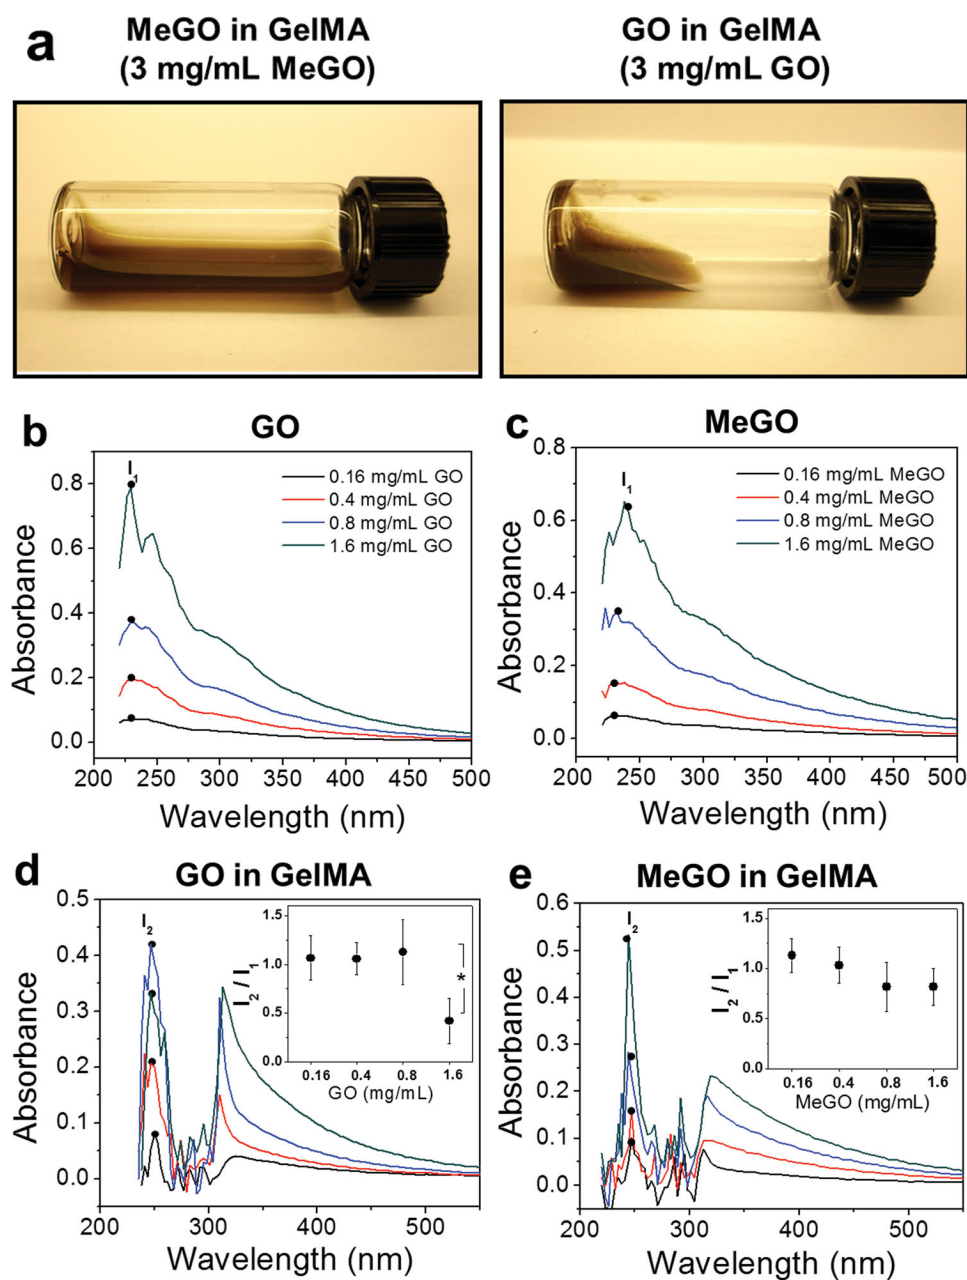 a
MeGO in GelMA
(3 mg/mL MeGO)
GO in GelMA
(3 mg/mL GO)
b
GO
I1
0.16 mg/mL GO
0.4 mg/mL GO
0.8 mg/mL GO
1.6 mg/mL GO
Absorbance
0.8
0.6
0.4
0.2
0.0
200 250 300 350 400 450 500
Wavelength (nm)
c
MeGO
I1
0.16 mg/mL MeGO
0.4 mg/mL MeGO
0.8 mg/mL MeGO
1.6 mg/mL MeGO
Absorbance
0.8
0.6
0.4
0.2
0.0
200 250 300 350 400 450 500
Wavelength (nm)
d
GO in GelMA
I2
Absorbance
0.5
0.4
0.3
0.2
0.1
0.0
200 300 400 500
Wavelength (nm)
I2 / I1
1.5
1.0
0.5
0.0
*
0.16 0.4 0.8 1.6
GO (mg/mL)
e
MeGO in GelMA
I2
Absorbance
0.6
0.5
0.4
0.3
0.2
0.1
0.0
200 300 400 500
Wavelength (nm)
I2 / I1
1.5
1.0
0.5
0.0
0.16 0.4 0.8 1.6
MeGO (mg/mL)